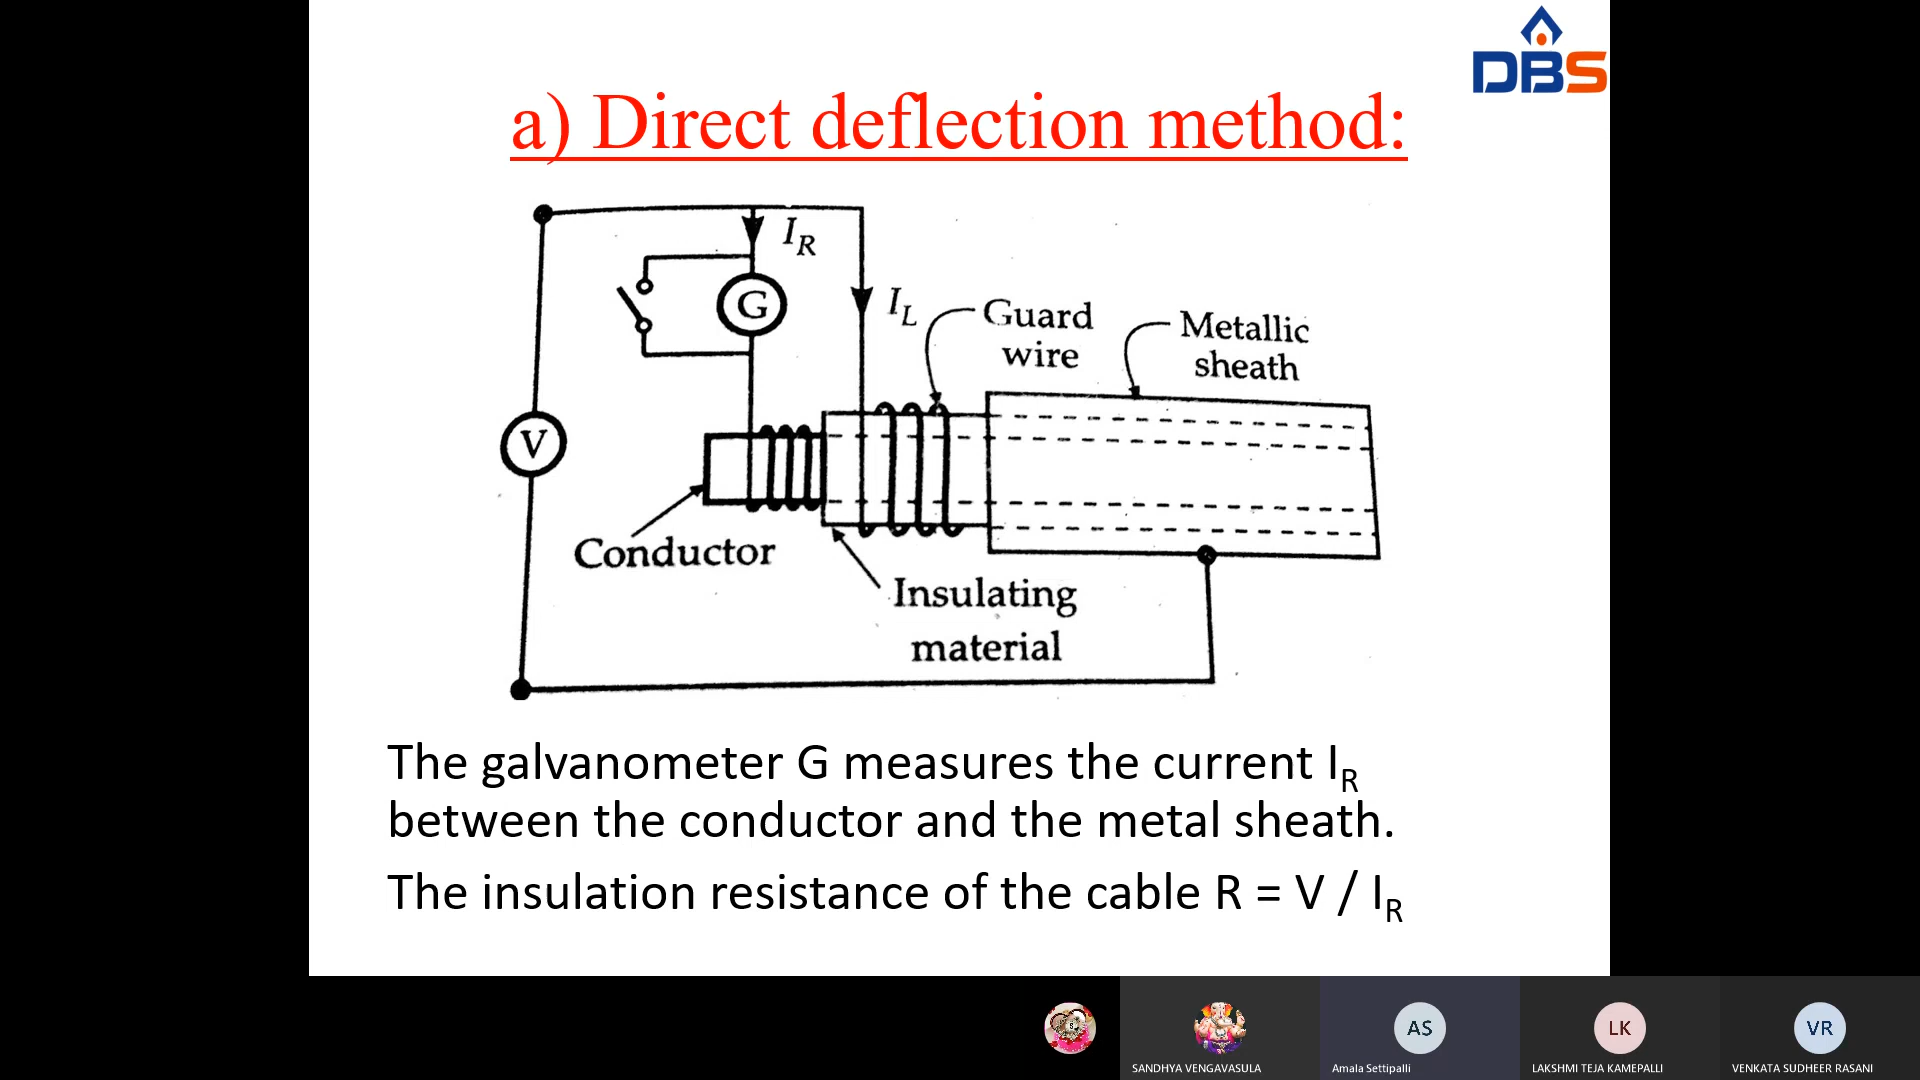 DBS
a) Direct deflection method:
I_R
G
I_L
Guard
wire
Metallic
sheath
V
Conductor
Insulating
material
The galvanometer G measures the current I_R
between the conductor and the metal sheath.
The insulation resistance of the cable R = V / I_R
AS
LK
VR
SANDHYA VENGAVASULA
Amala Settipalli
LAKSHMI TEJA KAMEPALLI
VENKATA SUDHEER RASANI